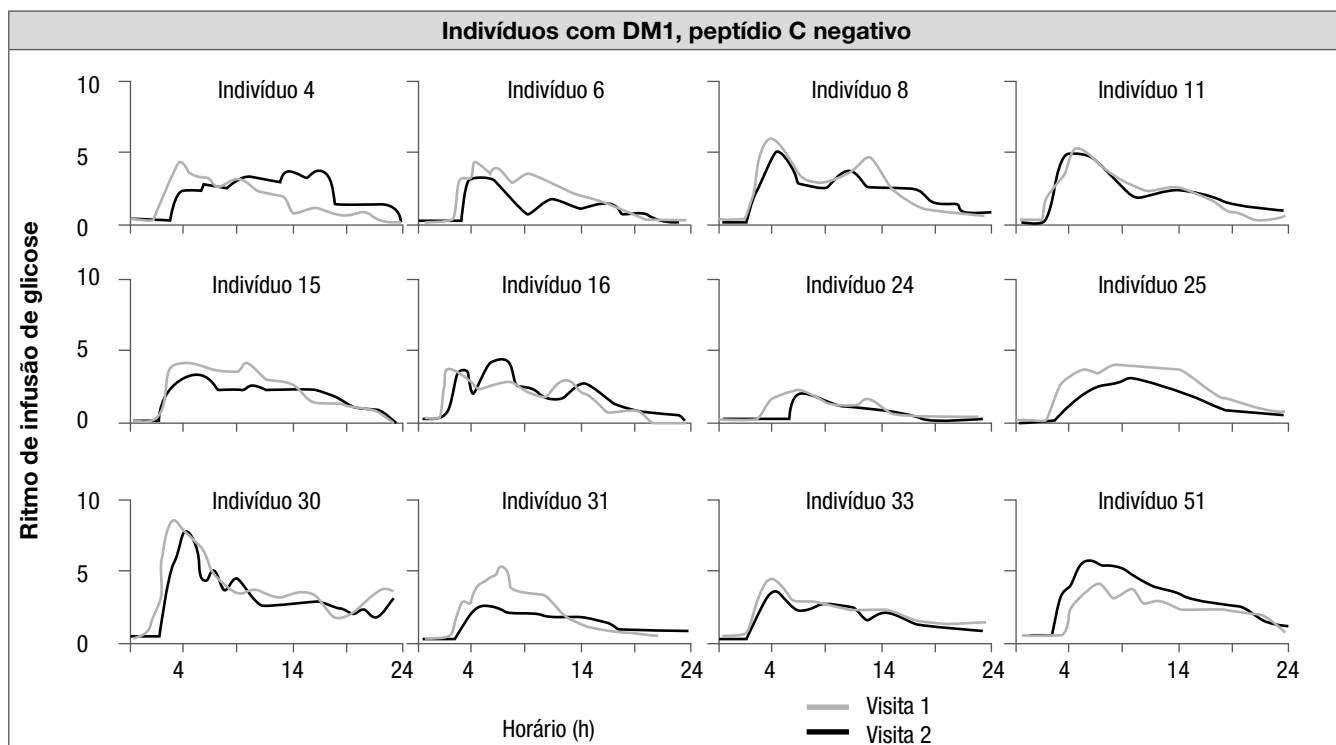 Indivíduos com DM1, peptídio C negativo
Ritmo de infusão de glicose
10
5
0
Indivíduo 4
Indivíduo 6
Indivíduo 8
Indivíduo 11
10
5
0
Indivíduo 15
Indivíduo 16
Indivíduo 24
Indivíduo 25
10
5
0
Indivíduo 30
Indivíduo 31
Indivíduo 33
Indivíduo 51
4 14 24 4 14 24 4 14 24 4 14 24
Horário (h)
Visita 1
Visita 2